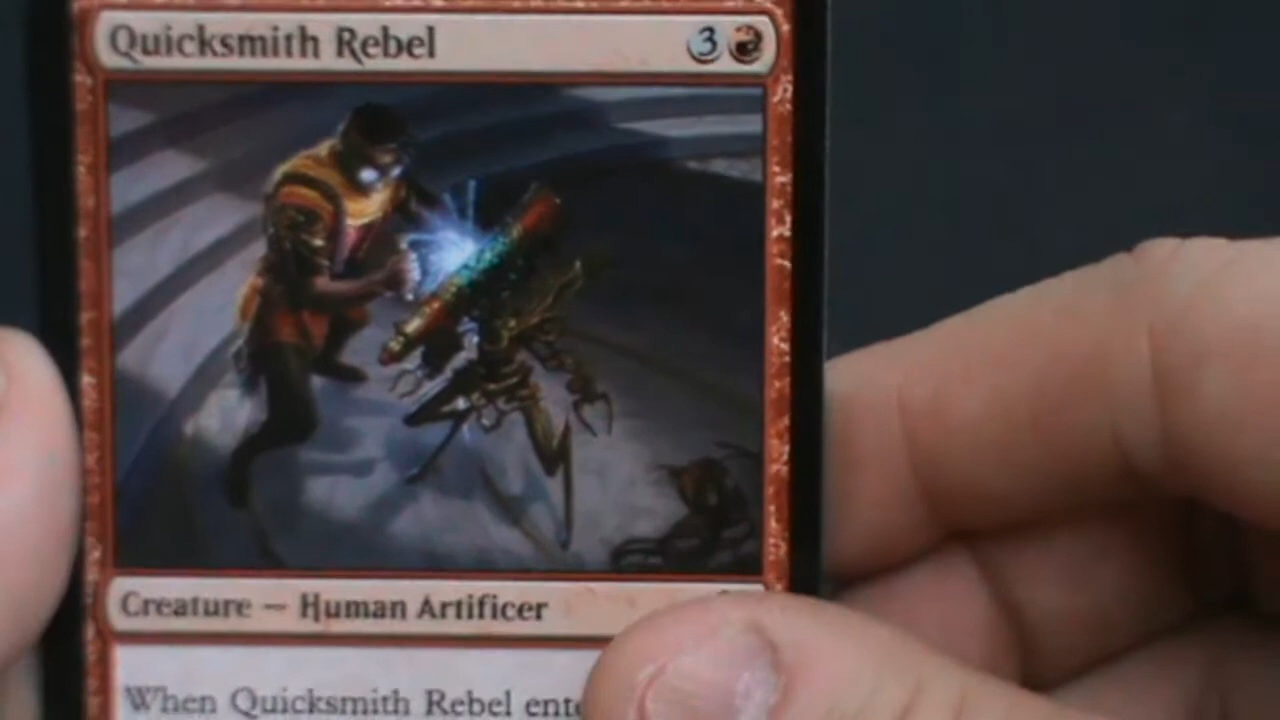 Quicksmith Rebel 3
Creature — Human Artificer
When Quicksmith Rebel ente